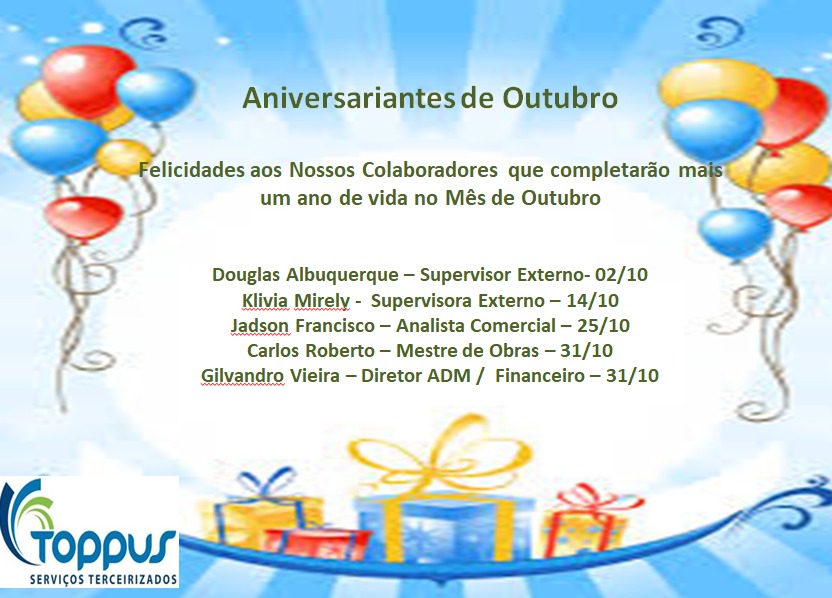 Aniversariantes de Outubro
Felicidades aos Nossos Colaboradores que completarão mais
um ano de vida no Mês de Outubro
Douglas Albuquerque – Supervisor Externo- 02/10
Klivia Mirely - Supervisora Externo – 14/10
Jadson Francisco – Analista Comercial – 25/10
Carlos Roberto – Mestre de Obras – 31/10
Gilvandro Vieira – Diretor ADM / Financeiro – 31/10
Toppus
SERVIÇOS TERCEIRIZADOS